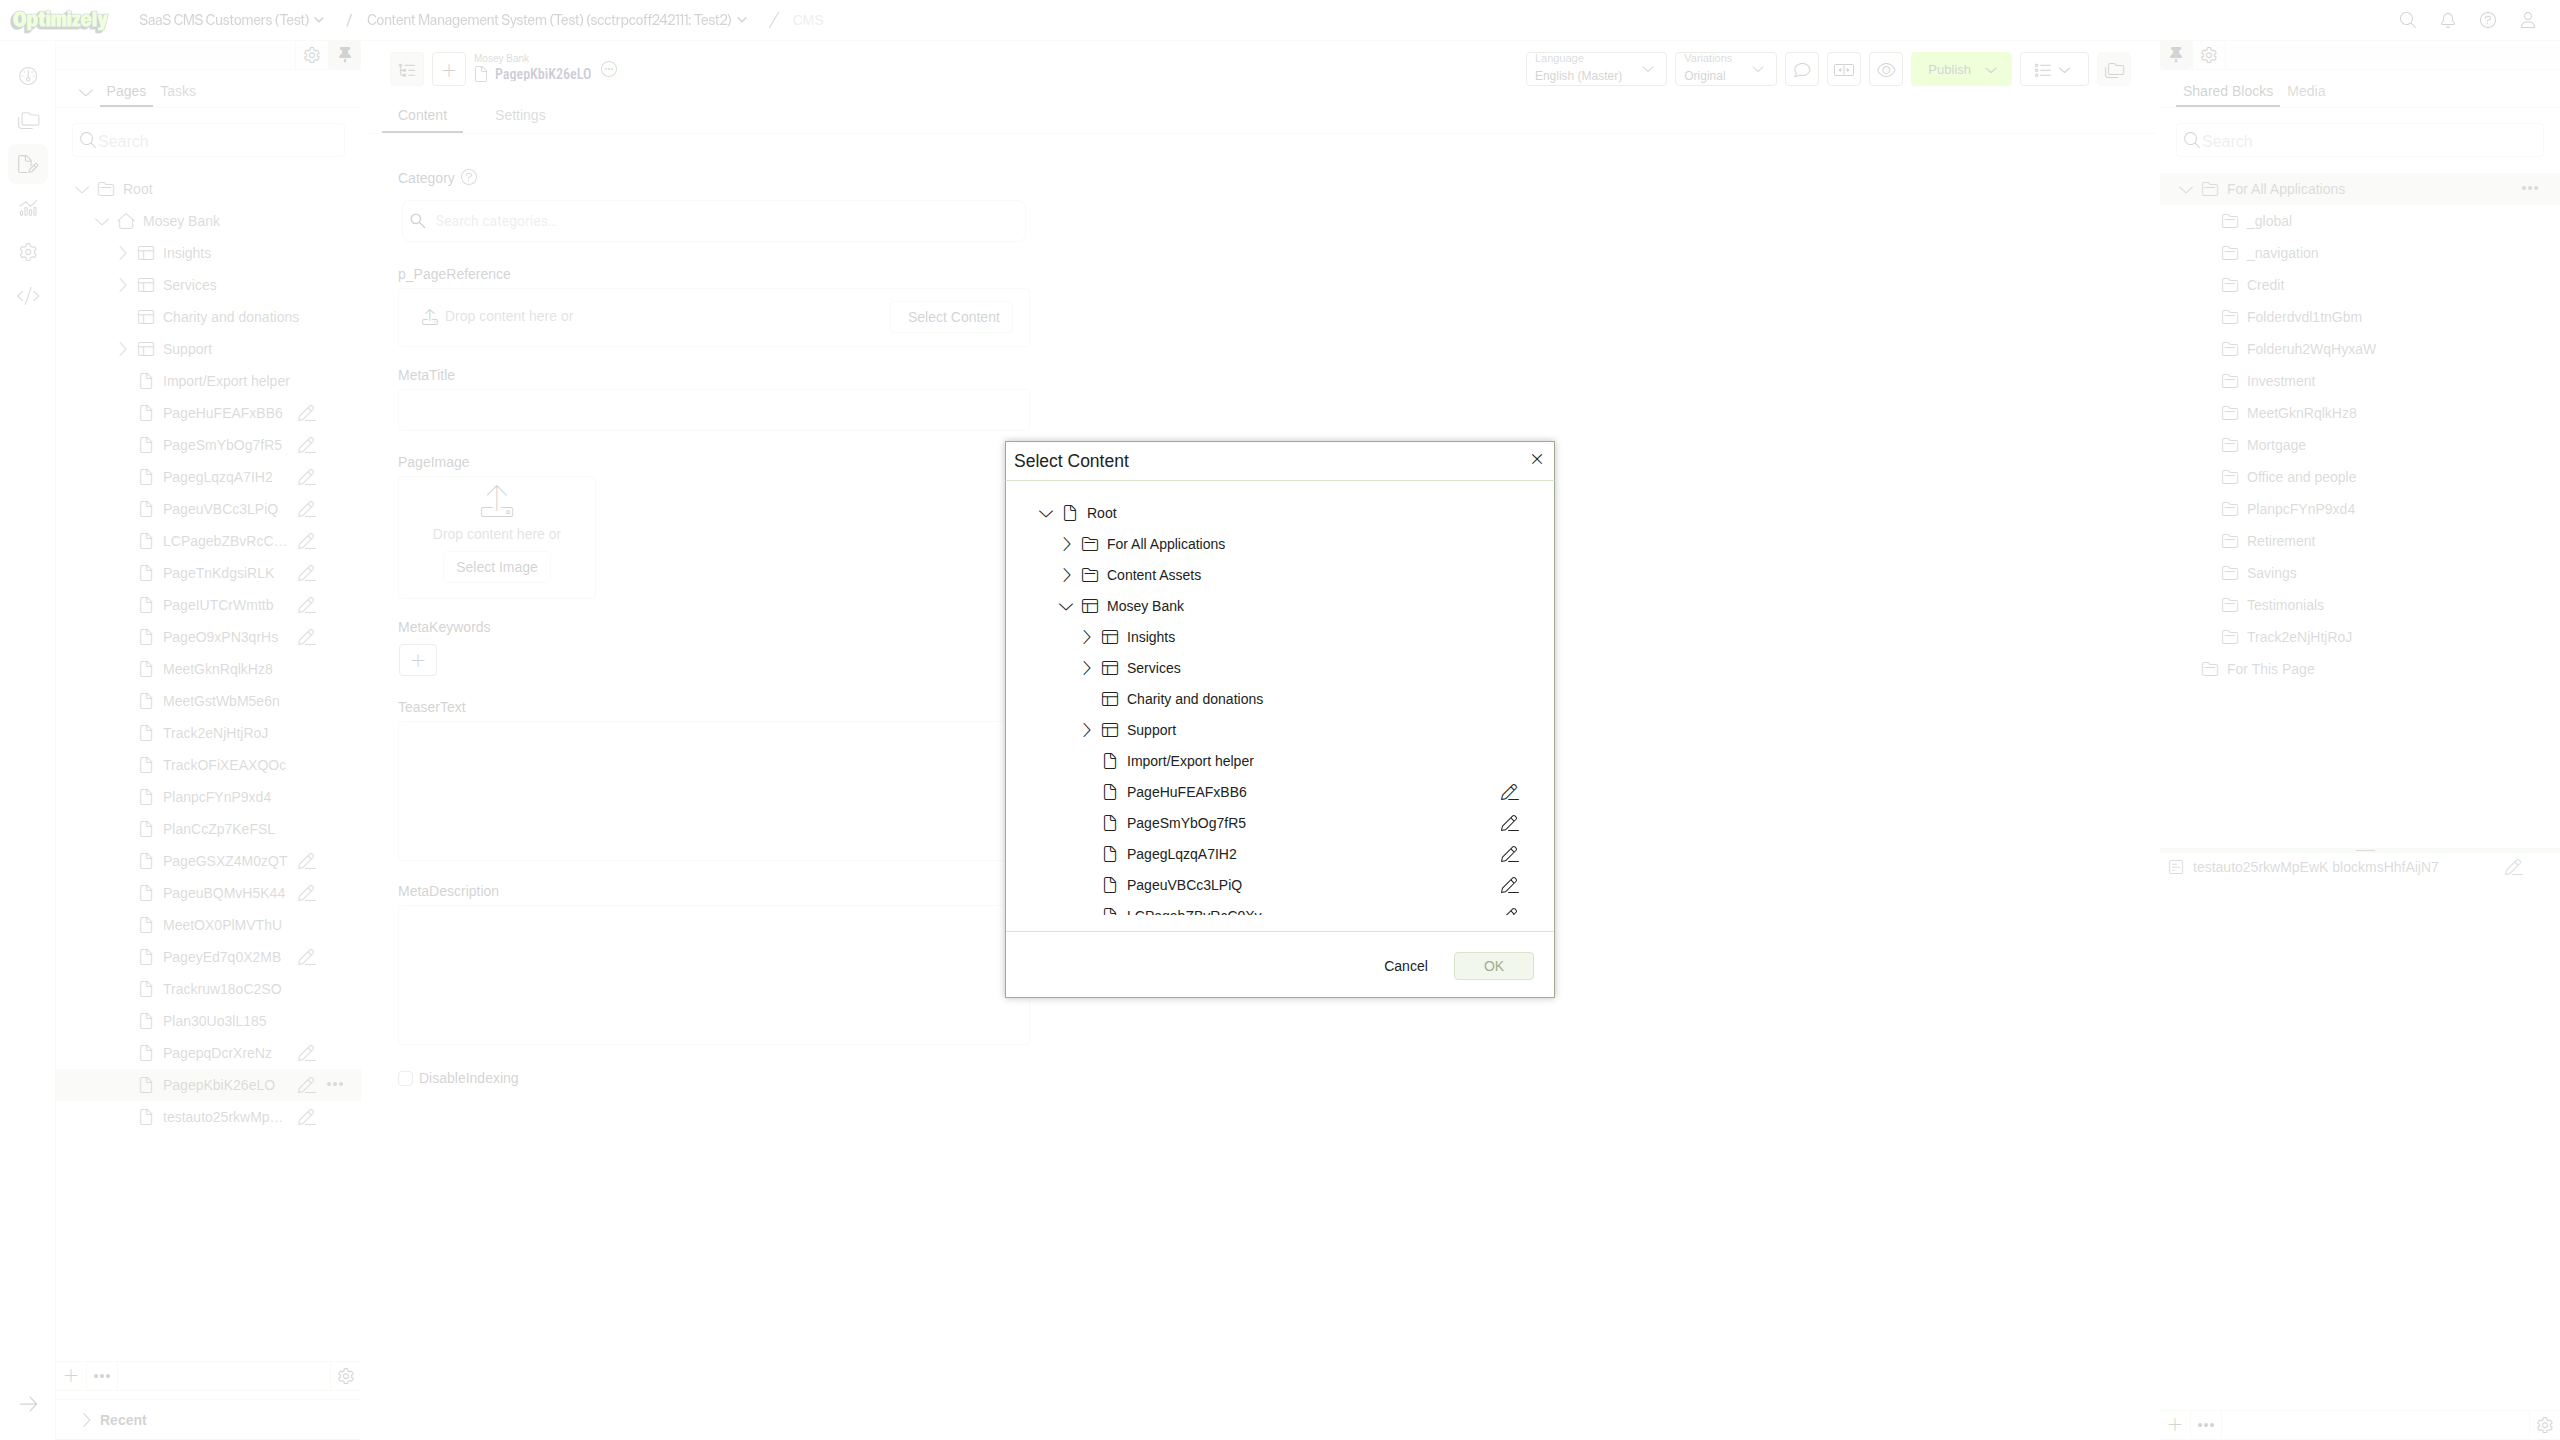 Optimizely
SaaS CMS Customers (Test) / Content Management System (Test) (scctrpcoff242111: Test2) / CMS
Pages Tasks
Search
Root
Mosey Bank
Insights
Services
Charity and donations
Support
Import/Export helper
PageHuFEAFxBB6
PageSmYbOg7fR5
PagegLqzqA7IH2
PageuVBCc3LPiQ
LCPagebZBvRcC...
PageTnKdgsiRLK
PageIUTCrWmttb
PageO9xPN3qrHs
MeetGknRqlkHz8
MeetGstWbM5e6n
Track2eNjHtjRoJ
TrackOFiXEAXQOc
PlanpcFYnP9xd4
PlanCcZp7KeFSL
PageGSXZ4M0zQT
PageuBQMvH5K44
MeetOX0PlMVThU
PageyEd7q0X2MB
Trackruw18oC2SO
Plan30Uo3lL185
PagepqDcrXreNz
PagepKbiK26eLO
testauto25rkwMp...
Recent
Mosey Bank
PagepKbiK26eLO
Language
English (Master)
Variations
Original
Publish
Content Settings
Category
Search categories...
p_PageReference
Drop content here or Select Content
MetaTitle
PageImage
Drop content here or
Select Image
MetaKeywords
TeaserText
MetaDescription
DisableIndexing
Select Content
Root
For All Applications
Content Assets
Mosey Bank
Insights
Services
Charity and donations
Support
Import/Export helper
PageHuFEAFxBB6
PageSmYbOg7fR5
PagegLqzqA7IH2
PageuVBCc3LPiQ
Cancel OK
Shared Blocks Media
Search
For All Applications
_global
_navigation
Credit
Folderdvdl1tnGbm
Folderuh2WqHyxaW
Investment
MeetGknRqlkHz8
Mortgage
Office and people
PlanpcFYnP9xd4
Retirement
Savings
Testimonials
Track2eNjHtjRoJ
For This Page
testauto25rkwMpEwK blockmsHhfAijN7